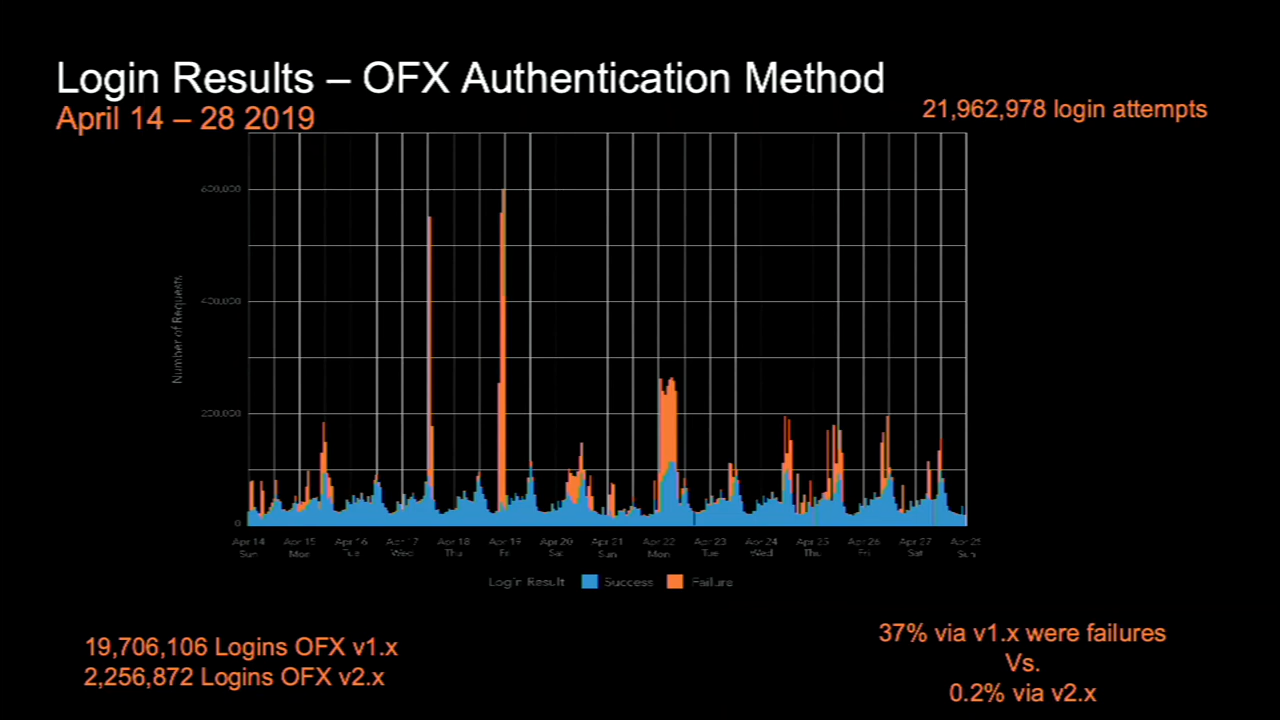 Login Results – OFX Authentication Method
April 14 – 28 2019
21,962,978 login attempts
600,000
400,000
200,000
0
Number of Requests
Apr 14 Apr 15 Apr 16 Apr 17 Apr 18 Apr 19 Apr 20 Apr 21 Apr 22 Apr 23 Apr 24 Apr 25 Apr 26 Apr 27
Sun Mon Tue Wed Thu Fri Sat Sun Mon Tue Wed Thu Fri Sat Sun
Login Result Success Failure
19,706,106 Logins OFX v1.x
2,256,872 Logins OFX v2.x
37% via v1.x were failures
Vs.
0.2% via v2.x